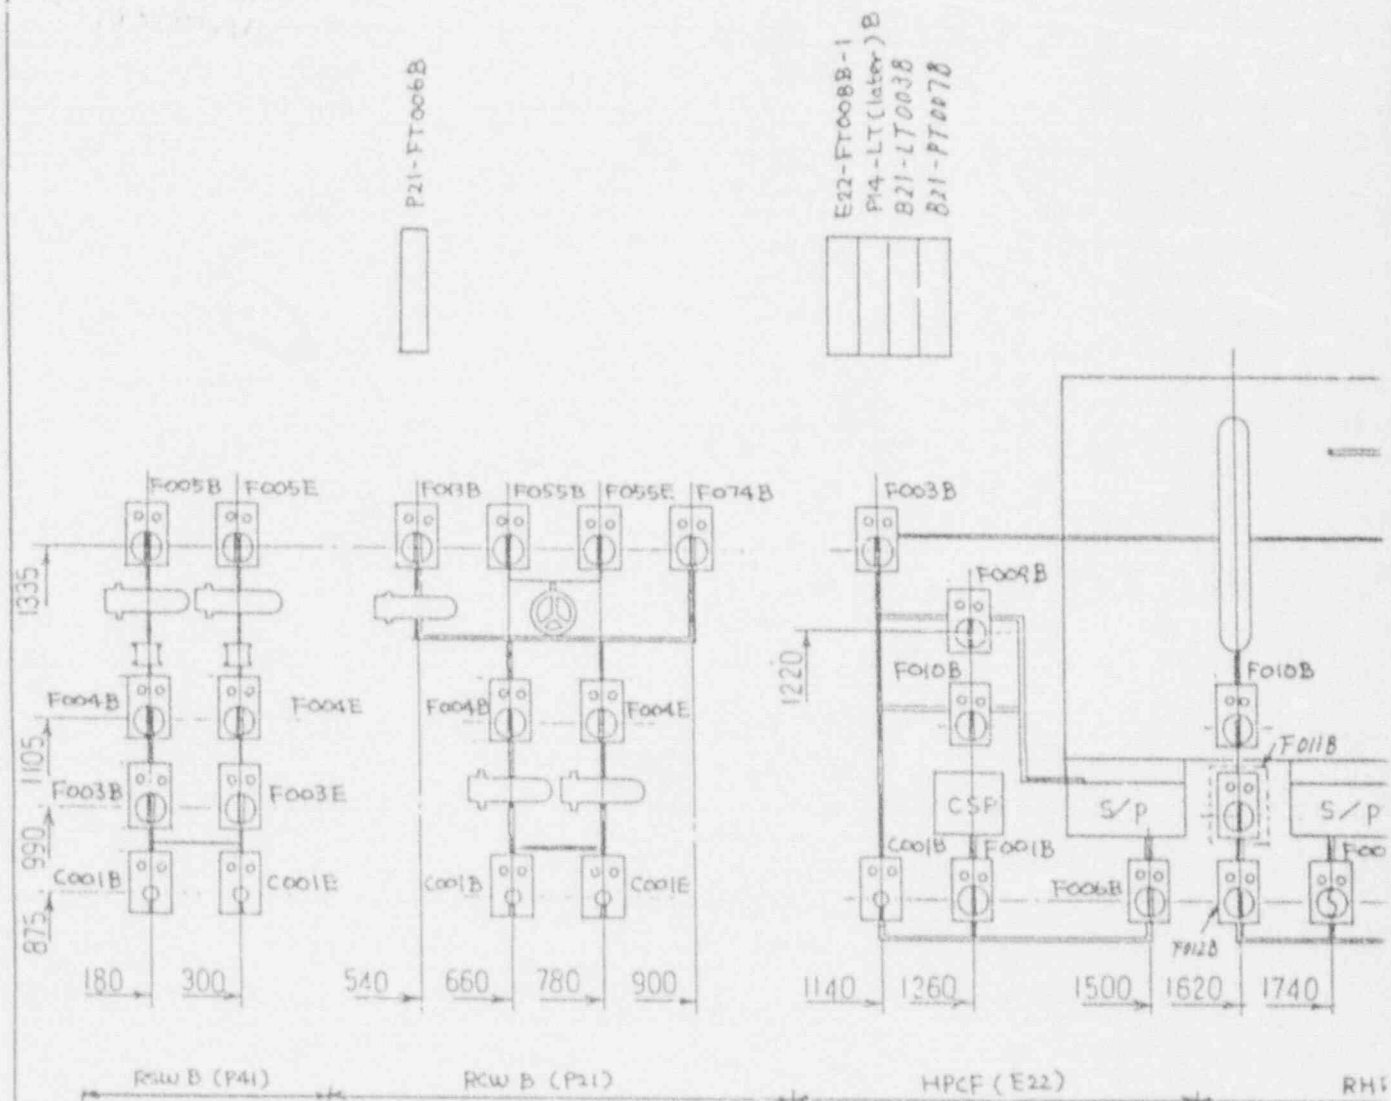 P21-FT006B
E22-FT008B-1
P14-LT(later)B
B21-LT003B
B21-PT007B
F005B F005E F013B F055B F055E F074B F003B
1335
F009B
1220
F010B F010B
F004B F004E F004B F004E
F011B
1105
F003B F003E
CSP S/P S/P
990
C001B F001B
C001B C001E C001B C001E F006B
875
F012B
180 300 540 660 780 900 1140 1260 1500 1620 1740
RSW B (P41) RCW B (P21) HPCF (E22)